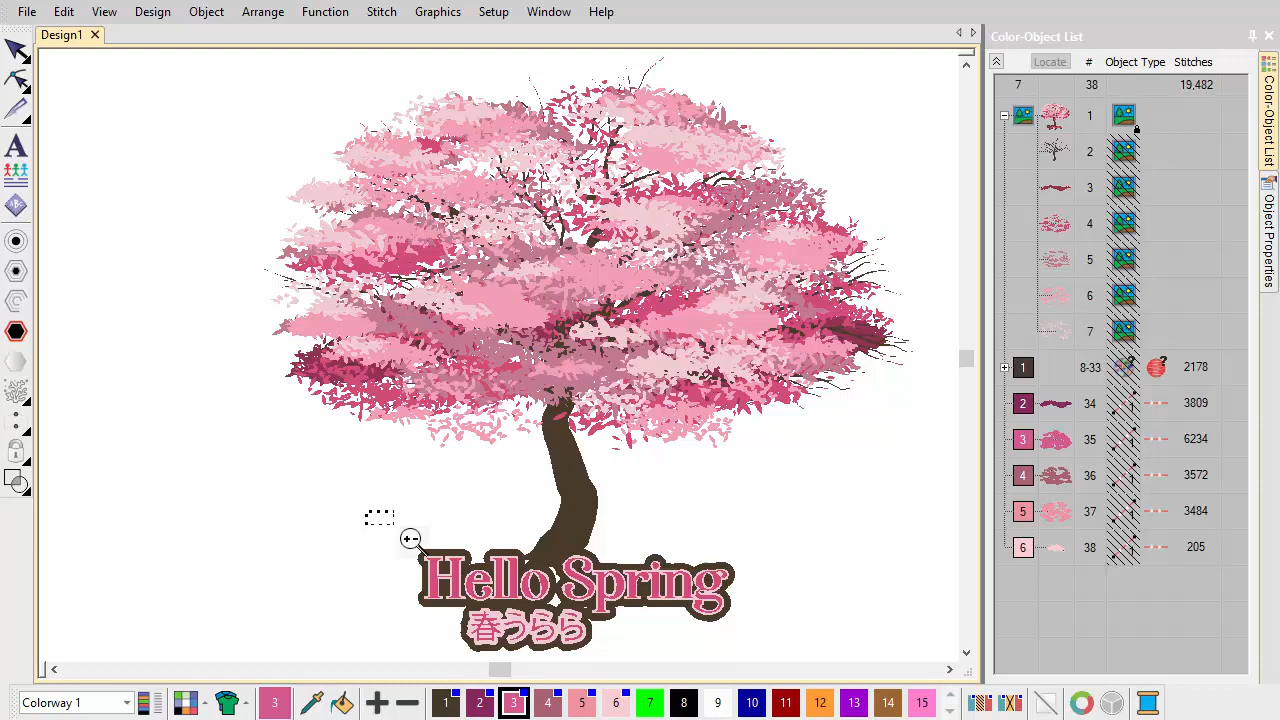 File Edit View Design Object Arrange Function Stitch Graphics Setup Window Help
Design1
Color-Object List
Locate # Object Type Stitches
7 38 19,482
1
2
3
4
5
6
7
1 8-33 2178
2 34 3809
3 35 6234
4 36 3572
5 37 3484
6 38 205
Color-Object List
Object Properties
A
ABC
Hello Spring
春うらら
Colorway 1 3 1 2 3 4 5 6 7 8 9 10 11 12 13 14 15